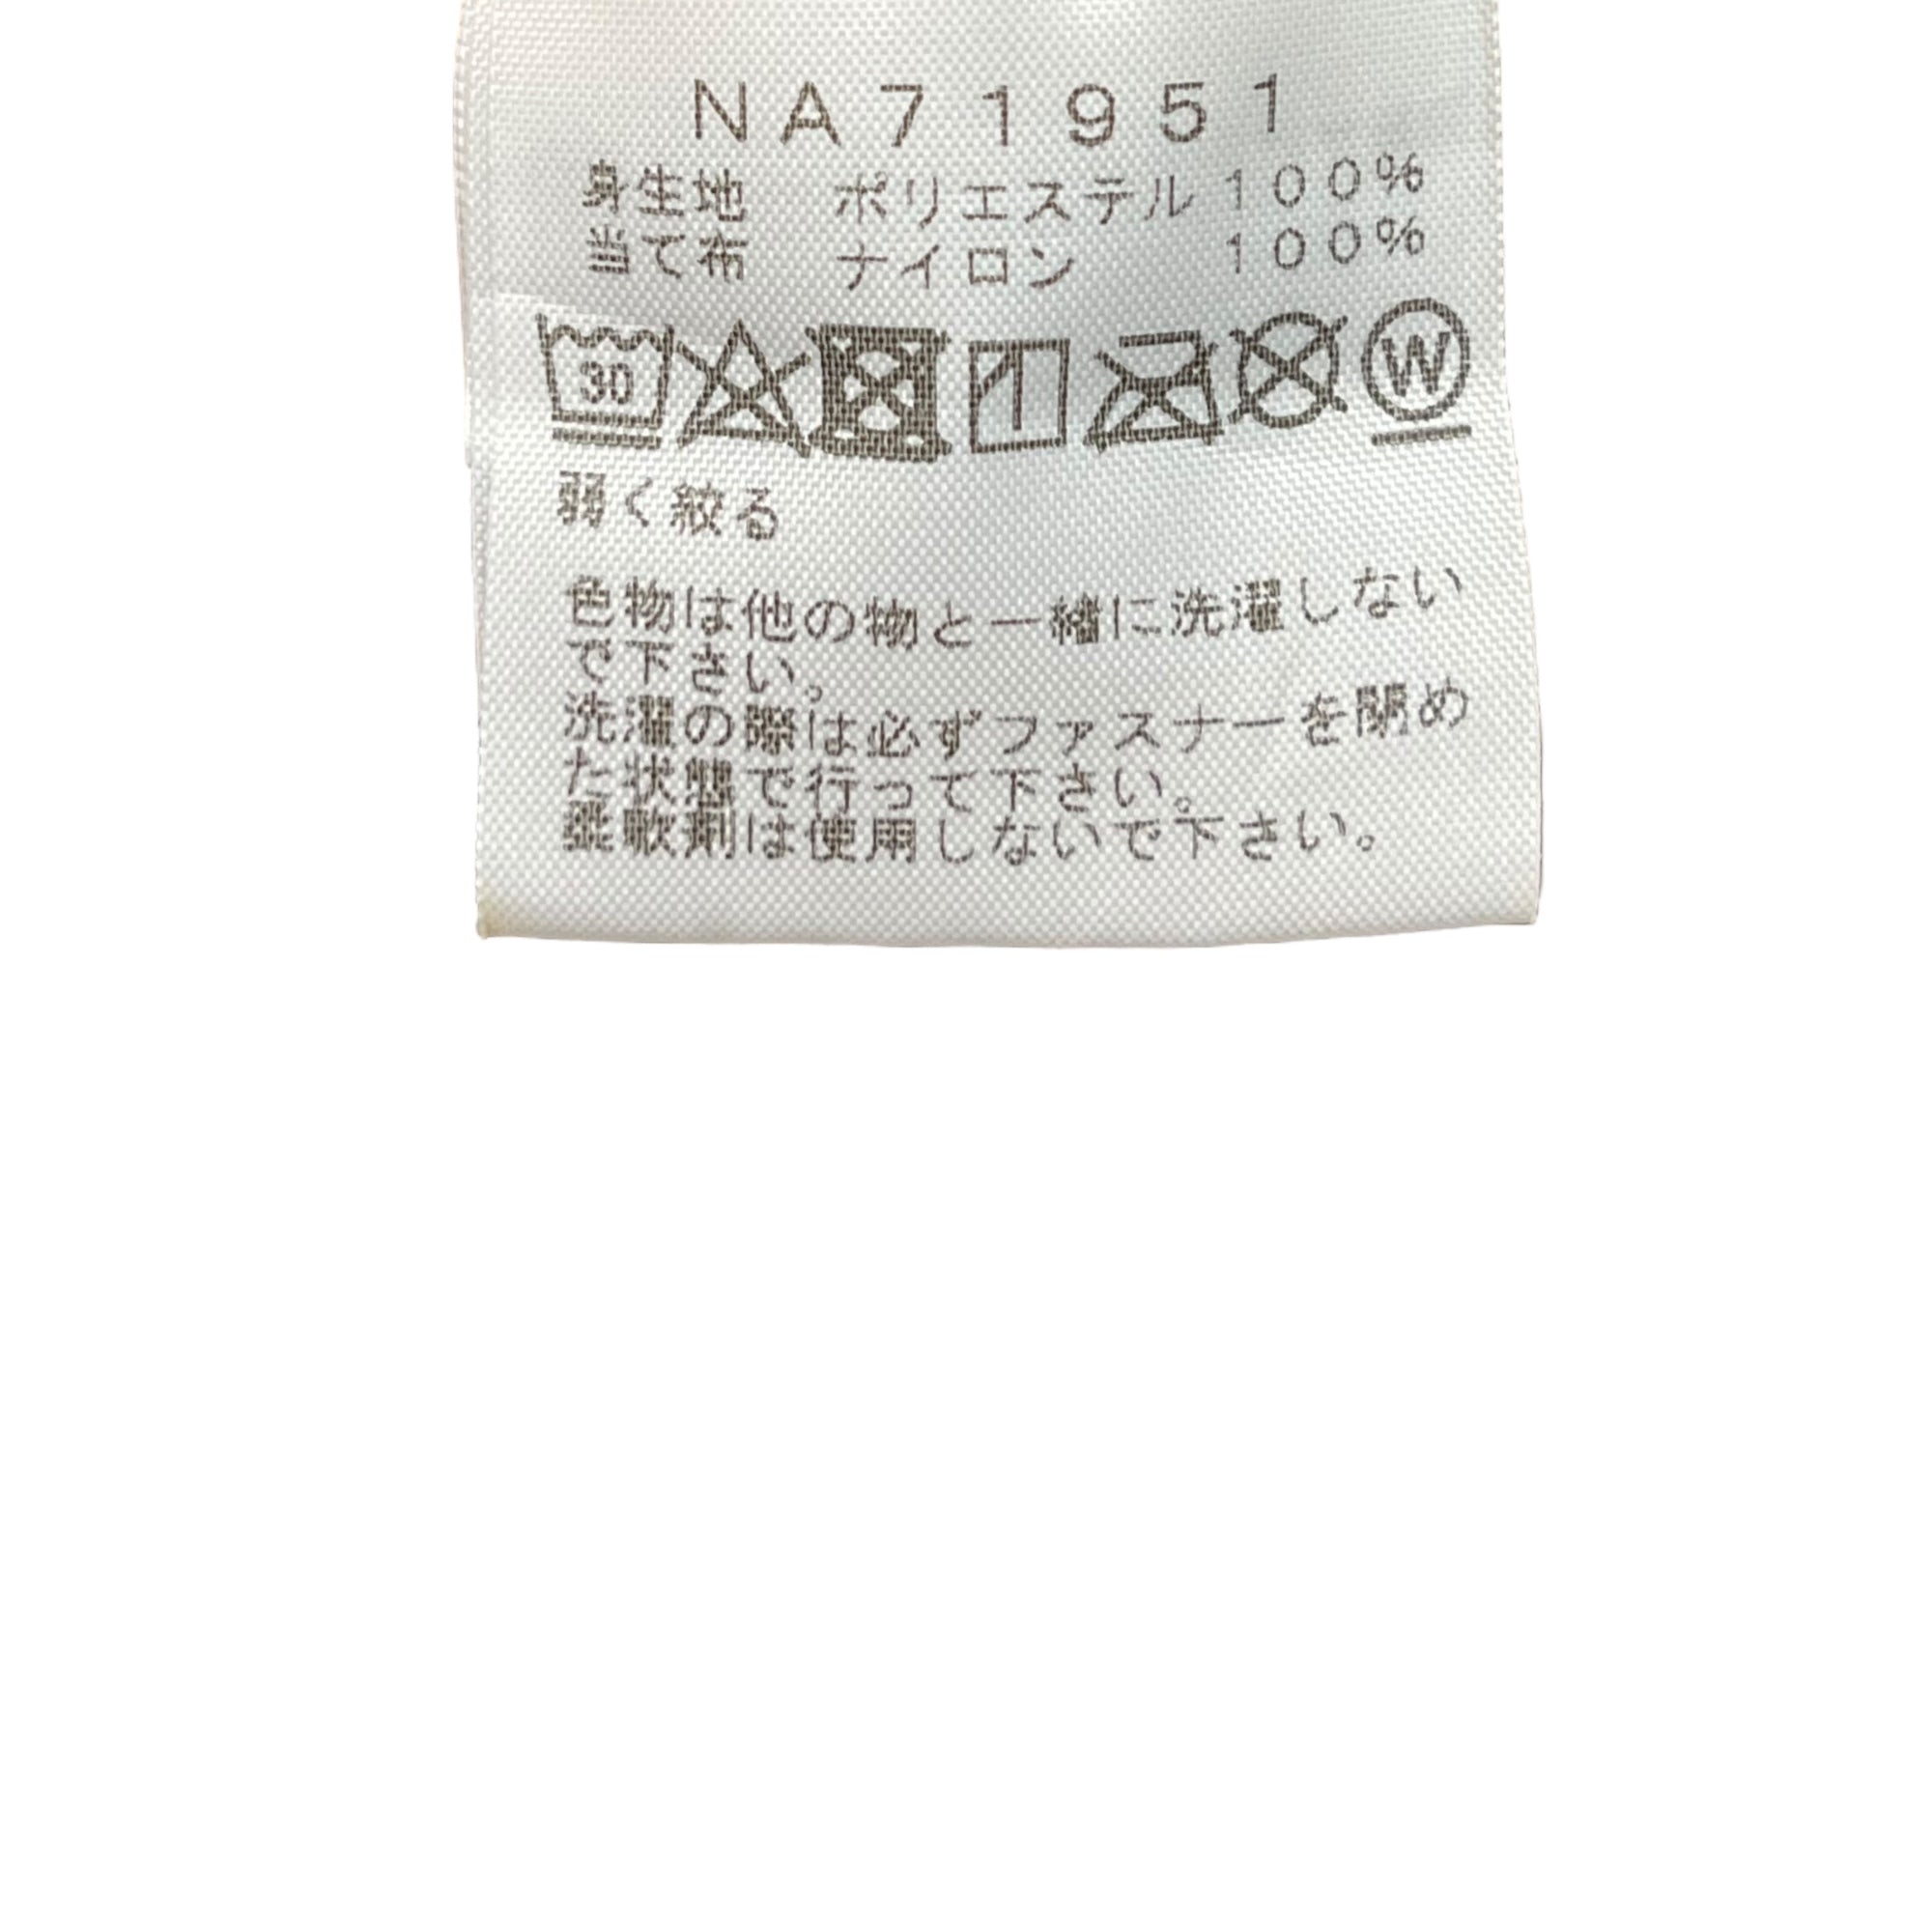 NA71951
身生地 ポリエステル 100%
当て布 ナイロン 100%
30 W
弱く絞る
色物は他の物と一緒に洗濯しない
で下さい。
洗濯の際は必ずファスナーを閉め
た状態で行って下さい。
柔軟剤は使用しないで下さい。